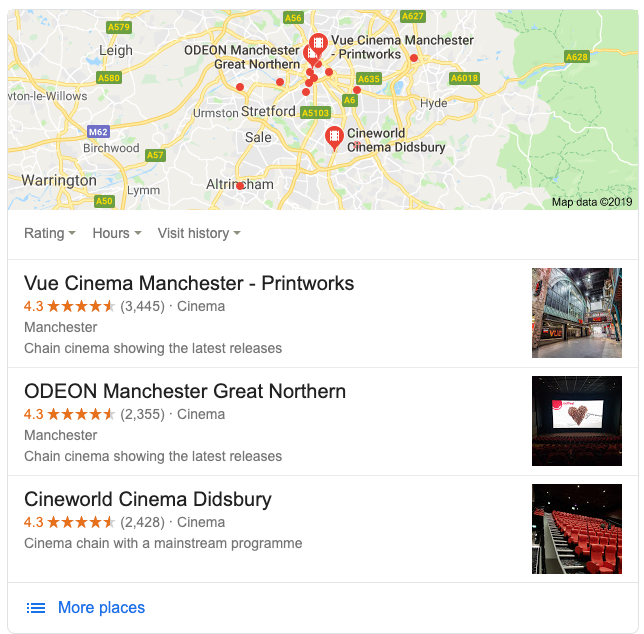 A579
A56
A627
Leigh
ODEON Manchester
Great Northern
Vue Cinema Manchester
- Printworks
A628
A580
A635
A6018
wton-le-Willows
Urmston
Stretford
A6
Hyde
M62
A5103
Sale
Birchwood
A57
Cineworld
Cinema Didsbury
Warrington
Lymm
Altrincham
A50
Map data ©2019
Rating
Hours
Visit history
Vue Cinema Manchester - Printworks
4.3 (3,445) · Cinema
Manchester
Chain cinema showing the latest releases
VUE
ODEON Manchester Great Northern
4.3 (2,355) · Cinema
Manchester
Chain cinema showing the latest releases
Cineworld Cinema Didsbury
4.3 (2,428) · Cinema
Cinema chain with a mainstream programme
More places